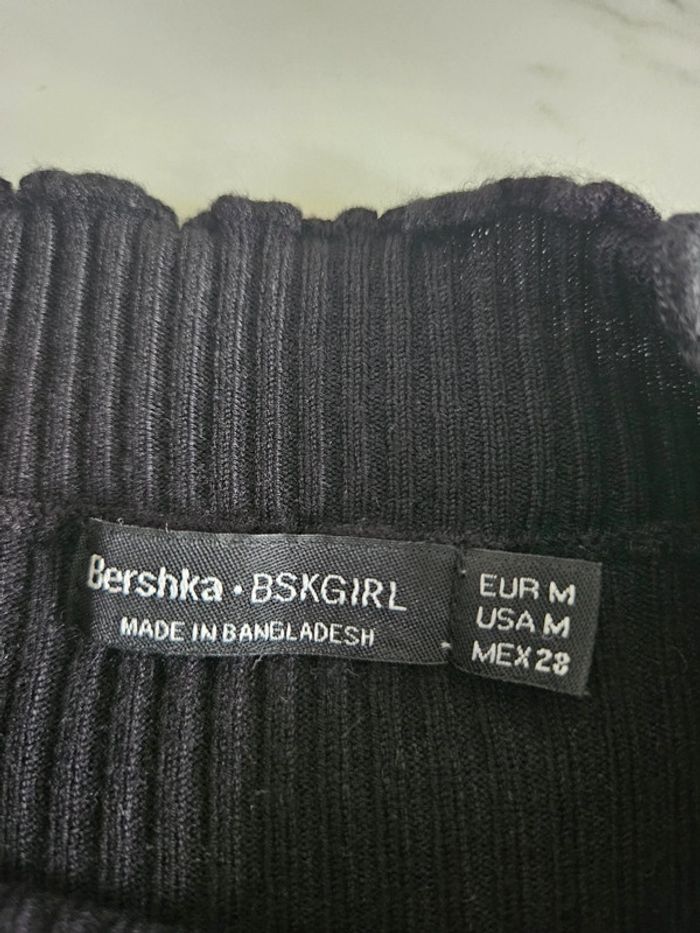 Bershka • BSKGIRL
MADE IN BANGLADESH
EUR M
USA M
MEX 28